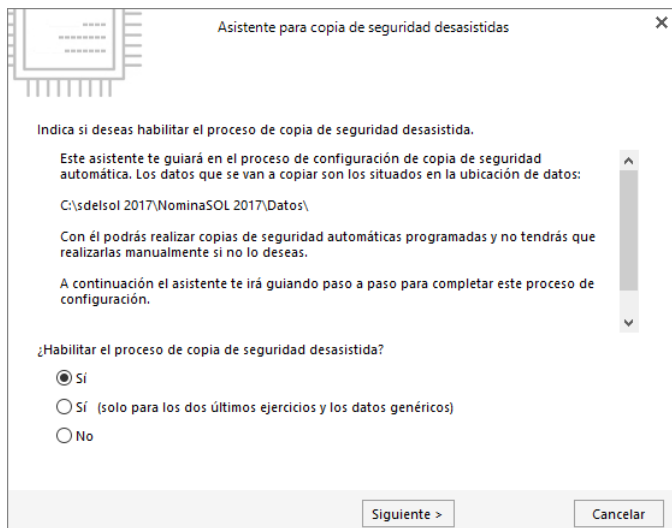 Asistente para copia de seguridad desasistidas
Indica si deseas habilitar el proceso de copia de seguridad desasistida.
Este asistente te guiará en el proceso de configuración de copia de seguridad
automática. Los datos que se van a copiar son los situados en la ubicación de datos:
C:\sdelsol 2017\NominaSOL 2017\Datos\
Con él podrás realizar copias de seguridad automáticas programadas y no tendrás que
realizarlas manualmente si no lo deseas.
A continuación el asistente te irá guiando paso a paso para completar este proceso de
configuración.
¿Habilitar el proceso de copia de seguridad desasistida?
Sí
Sí (solo para los dos últimos ejercicios y los datos genéricos)
No
Siguiente >
Cancelar